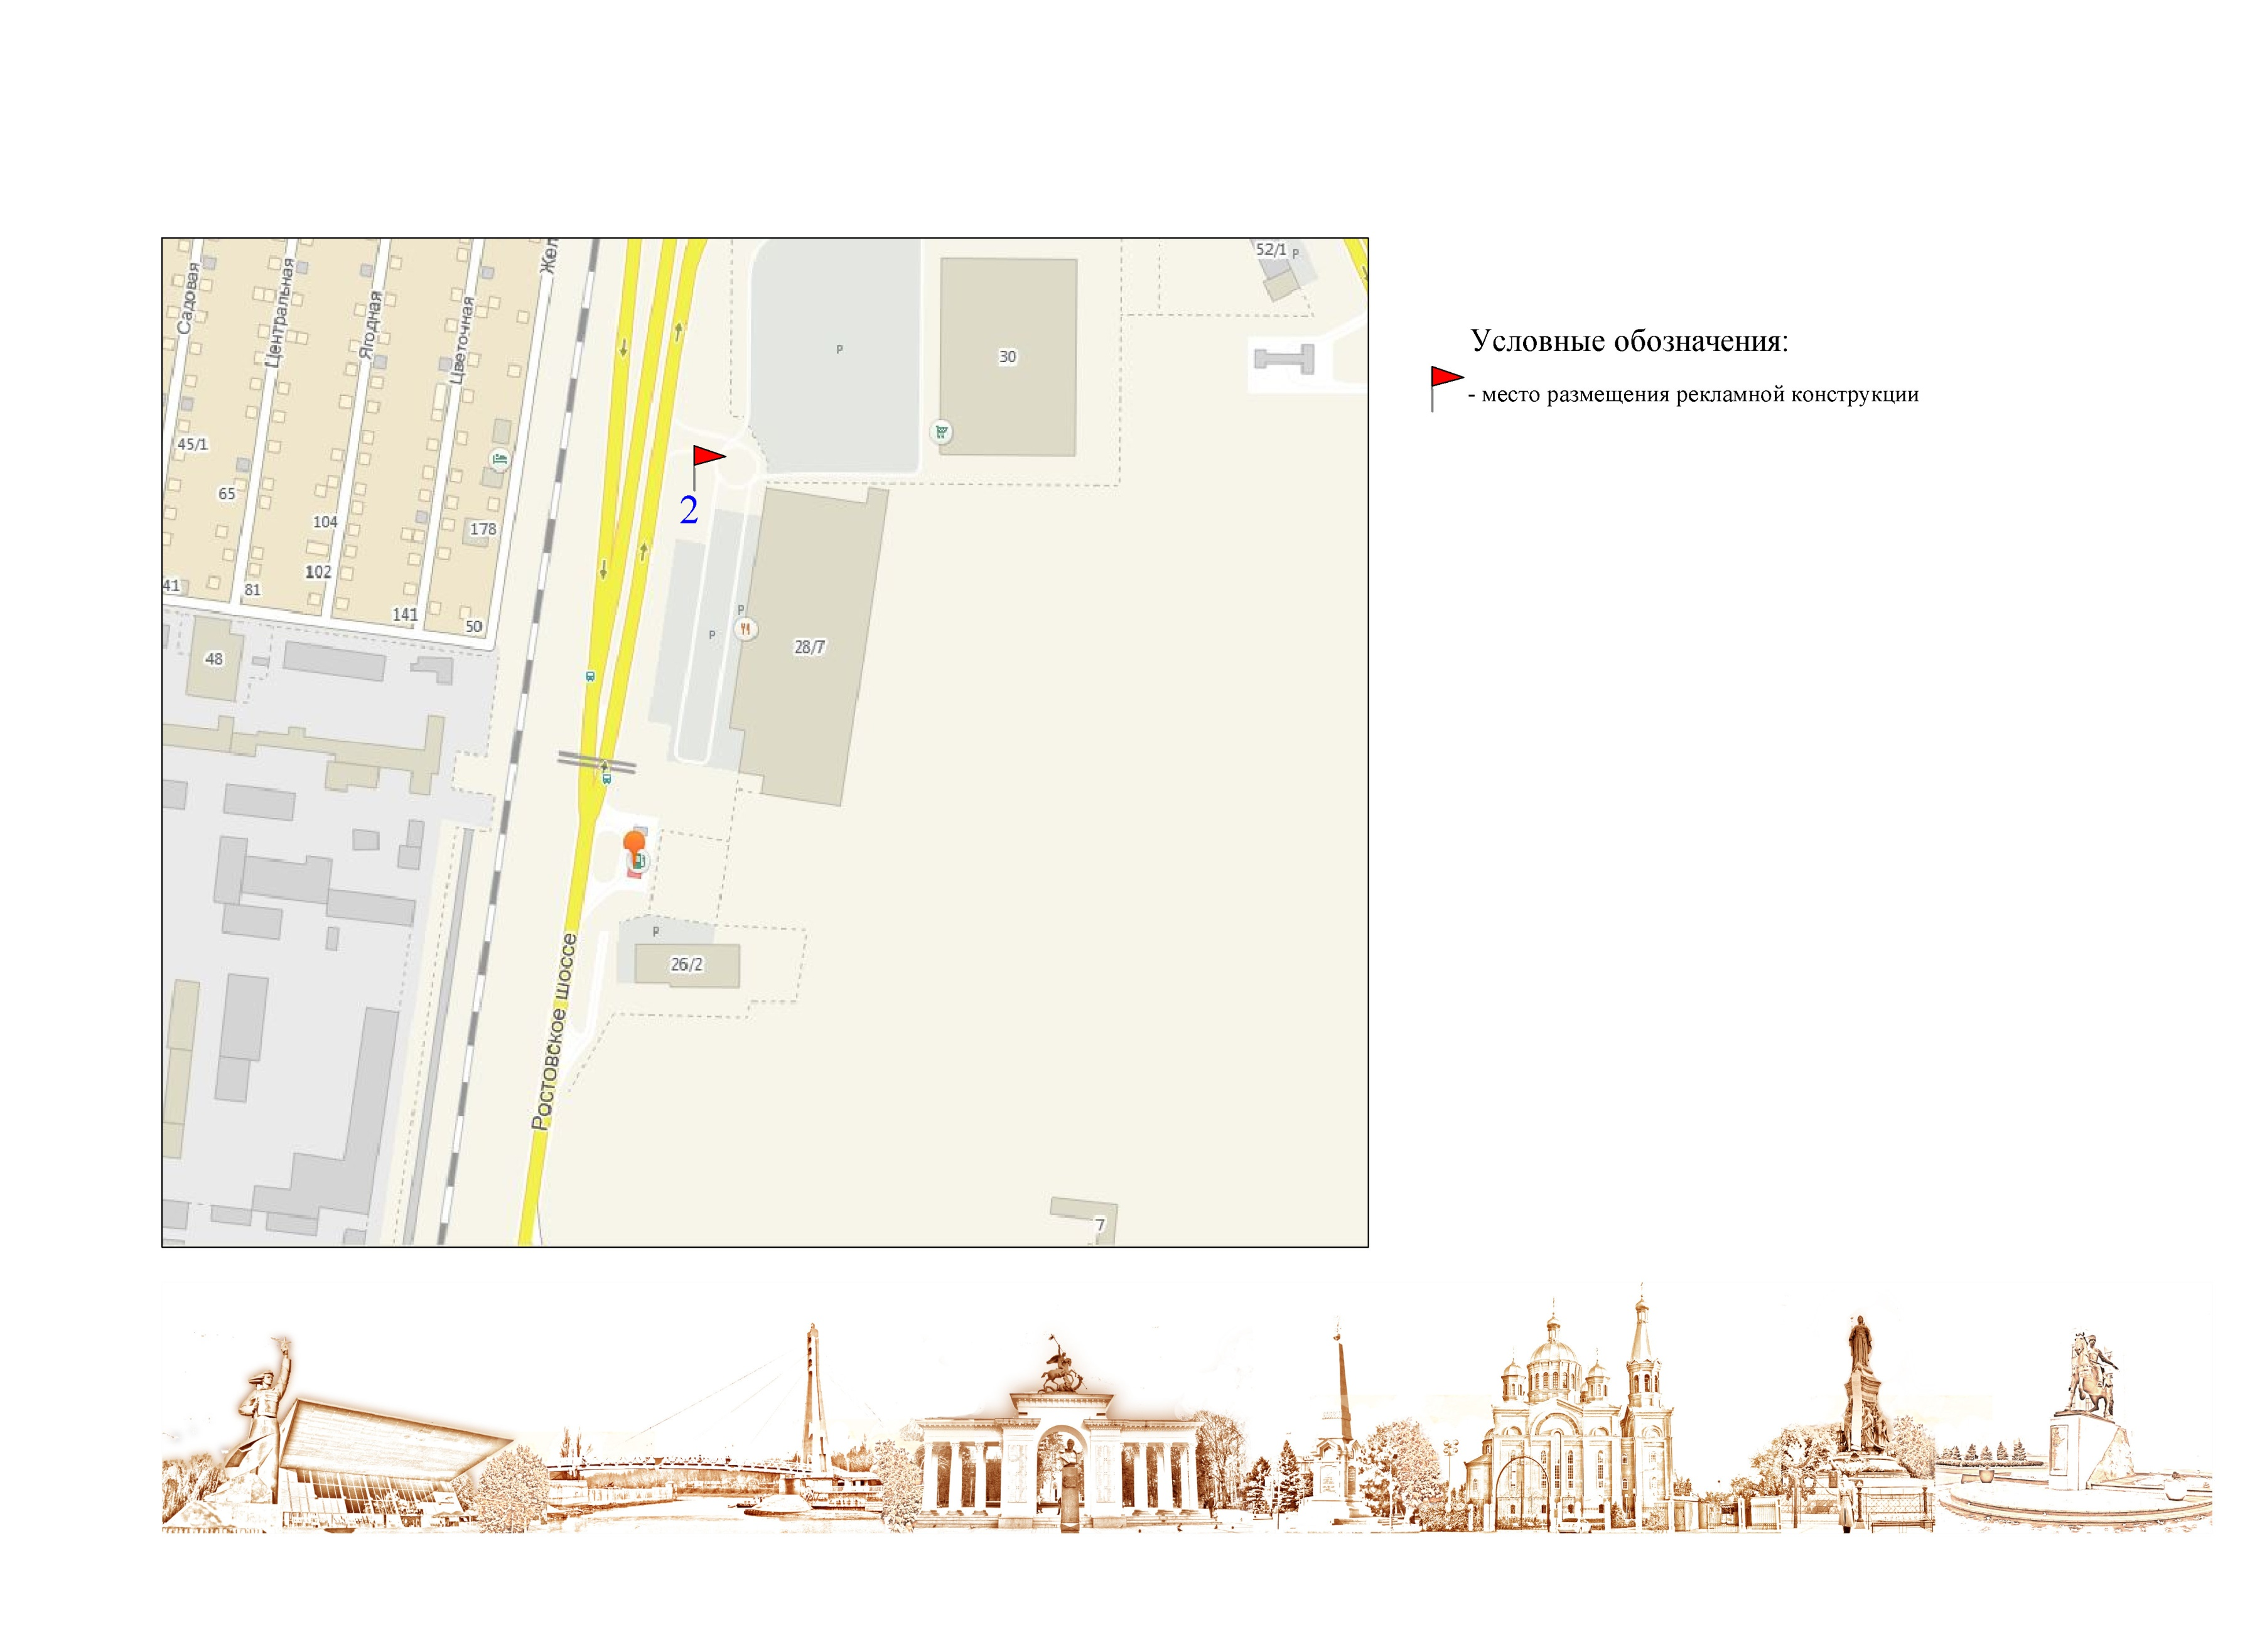 Садовая
Центральная
Ягодная
Цветочная
Жел
52/1
P
P
30
45/1
65
104
178
102
41
81
141
50
48
2
P
P
28/7
P
26/2
Ростовское шоссе
7
Условные обозначения:
- место размещения рекламной конструкции